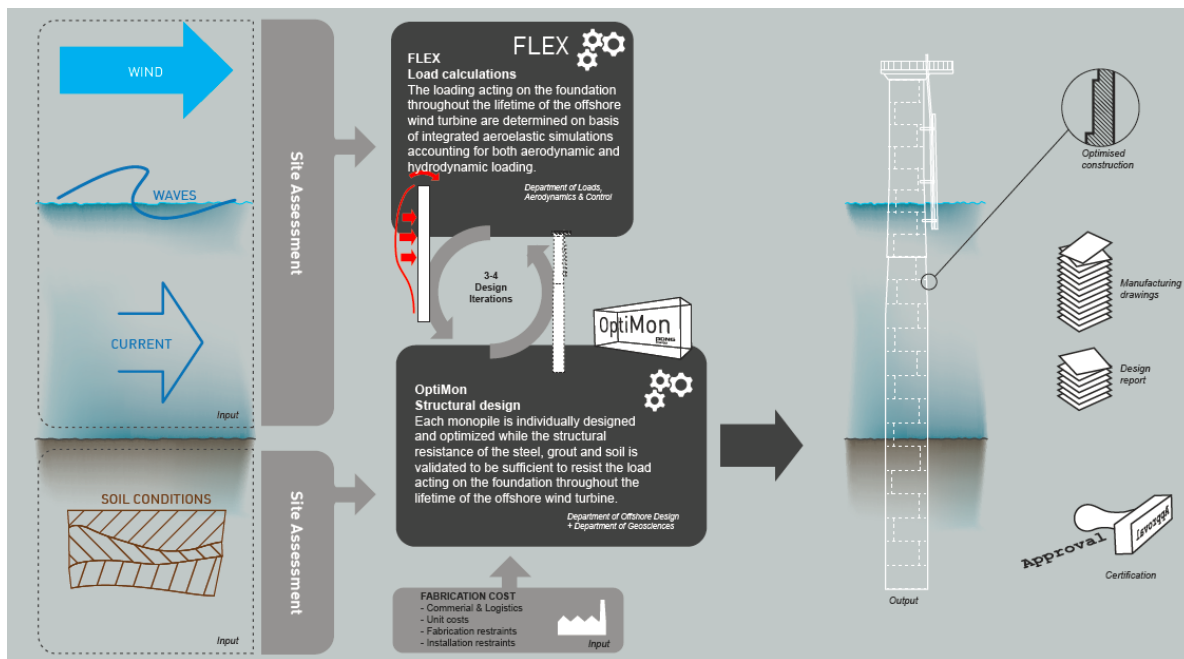 WIND
WAVES
CURRENT
Input
Site Assessment
SOIL CONDITIONS
Input
Site Assessment
FLEX
FLEX
Load calculations
The loading acting on the foundation
throughout the lifetime of the offshore
wind turbine are determined on basis
of integrated aeroelastic simulations
accounting for both aerodynamic and
hydrodynamic loading.
Department of Loads,
Aerodynamics & Control
3-4
Design
Iterations
OptiMon
DONG
energy
OptiMon
Structural design
Each monopile is individually designed
and optimized while the structural
resistance of the steel, grout and soil is
validated to be sufficient to resist the load
acting on the foundation throughout the
lifetime of the offshore wind turbine.
Department of Offshore Design
+ Department of Geosciences
FABRICATION COST
- Commerial & Logistics
- Unit costs
- Fabrication restraints
- Installation restraints
Input
Output
Optimised
construction
Manufacturing
drawings
Design
report
Approval
Approval
Certification